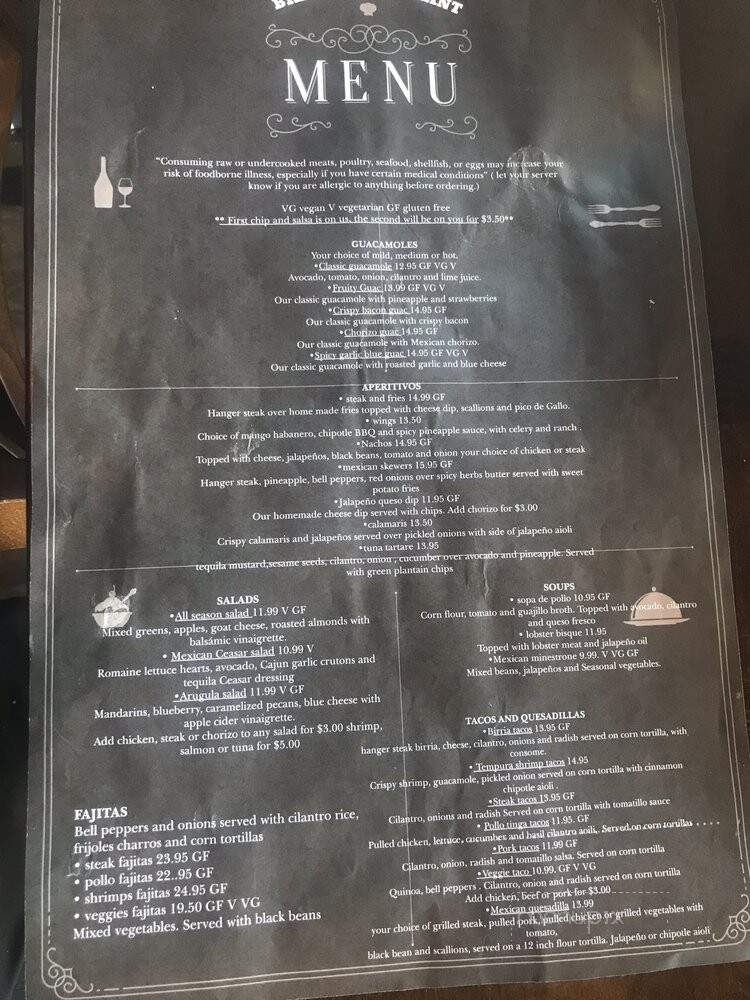 MENU
"Consuming raw or undercooked meats, poultry, seafood, shellfish, or eggs may increase your
risk of foodborne illness, especially if you have certain medical conditions" ( let your server
know if you are allergic to anything before ordering.)
VG vegan V vegetarian GF gluten free
** First chip and salsa is on us, the second will be on you for $3.50**
GUACAMOLES
Your choice of mild, medium or hot.
•Classic guacamole 12.95 GF VG V
Avocado, tomato, onion, cilantro and lime juice.
•Fruity Guac 13.99 GF VG V
Our classic guacamole with pineapple and strawberries
•Crispy bacon guac 14.95 GF
Our classic guacamole with crispy bacon
•Chorizo guac 14.95 GF
Our classic guacamole with Mexican chorizo.
•Spicy garlic blue guac 14.95 GF VG V
Our classic guacamole with roasted garlic and blue cheese
APERITIVOS
• steak and fries 14.99 GF
Hanger steak over home made fries topped with cheese dip, scallions and pico de Gallo.
• wings 13.50
Choice of mango habanero, chipotle BBQ and spicy pineapple sauce, with celery and ranch .
•Nachos 14.95 GF
Topped with cheese, jalapeños, black beans, tomato and onion your choice of chicken or steak
•mexican skewers 15.95 GF
Hanger steak, pineapple, bell peppers, red onions over spicy herbs butter served with sweet
potato fries
•Jalapeño queso dip 11.95 GF
Our homemade cheese dip served with chips. Add chorizo for $3.00
•calamaris 13.50
Crispy calamaris and jalapeños served over pickled onions with side of jalapeño aioli
•tuna tartare 13.95
tequila mustard,sesame seeds, cilantro, onion , cucumber over avocado and pineapple. Served
with green plantain chips
SALADS
•All season salad 11.99 V GF
Mixed greens, apples, goat cheese, roasted almonds with
balsámic vinaigrette.
• Mexican Ceasar salad 10.99 V
Romaine lettuce hearts, avocado, Cajun garlic crutons and
tequila Ceasar dressing
•Arugula salad 11.99 V GF
Mandarins, blueberry, caramelized pecans, blue cheese with
apple cider vinaigrette.
Add chicken, steak or chorizo to any salad for $3.00 shrimp,
salmon or tuna for $5.00
SOUPS
• sopa de pollo 10.95 GF
Corn flour, tomato and guajillo broth. Topped with avocado, cilantro
and queso fresco
• lobster bisque 11.95
Topped with lobster meat and jalapeño oil
•Mexican minestrone 9.99. V VG GF
Mixed beans, jalapeños and Seasonal vegetables.
FAJITAS
Bell peppers and onions served with cilantro rice,
frijoles charros and corn tortillas
• steak fajitas 23.95 GF
• pollo fajitas 22..95 GF
• shrimps fajitas 24.95 GF
• veggies fajitas 19.50 GF V VG
Mixed vegetables. Served with black beans
TACOS AND QUESADILLAS
•Birria tacos 13.95 GF
hanger steak birria, cheese, cilantro, onions and radish served on corn tortilla, with
consome.
• Tempura shrimp tacos 14.95
Crispy shrimp, guacamole, pickled onion served on corn tortilla with cinnamon
chipotle aioli .
•Steak tacos 13.95 GF
Cilantro, onions and radish Served on corn tortilla with tomatillo sauce
• Pollo tinga tacos 11.95. GF
Pulled chicken, lettuce, cucumber and basil cilantro aoili. Served on corn tortillas
•Pork tacos 11.99 GF
Cilantro, onion, radish and tomatillo salsa. Served on corn tortilla
•Veggie taco 10.99. GF V VG
Quinoa, bell peppers . Cilantro, onion and radish served on corn tortilla
Add chicken, beef or pork for $3.00
•Mexican quesadilla 13.99
your choice of grilled steak, pulled pork, pulled chicken or grilled vegetables with
tomato,
black bean and scallions, served on a 12 inch flour tortilla. Jalapeño or chipotle aioli